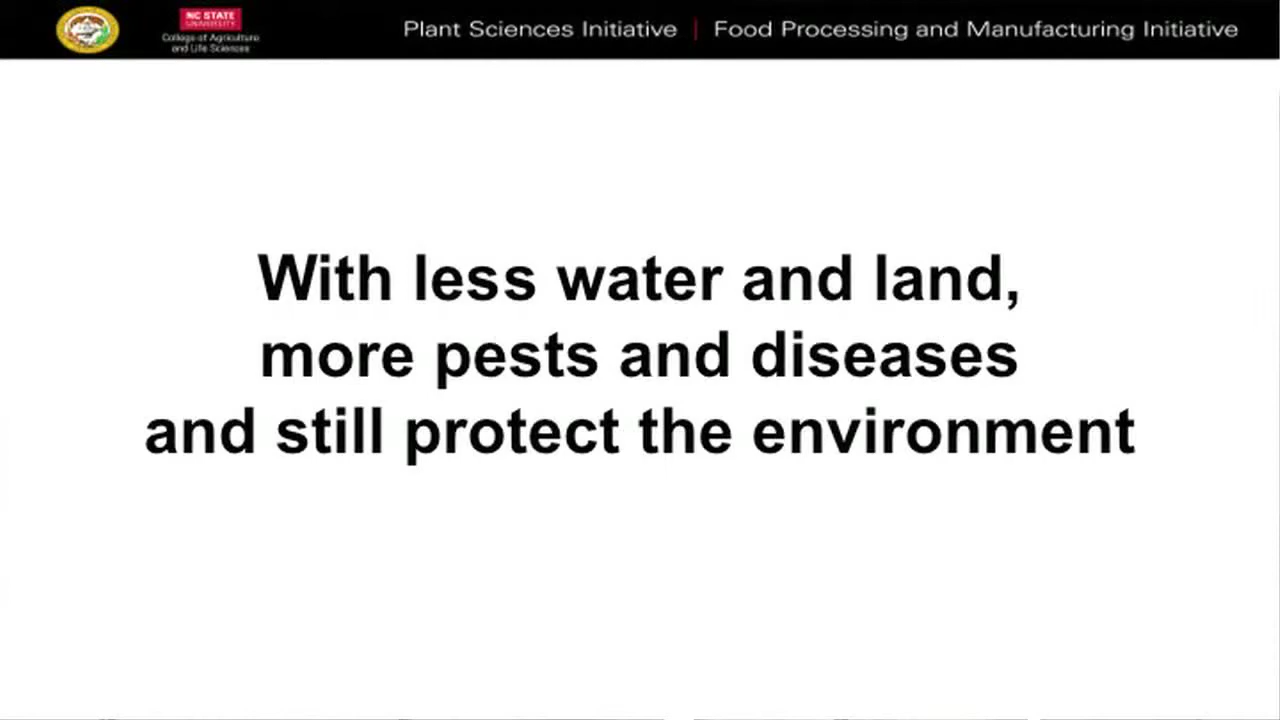 NC STATE
UNIVERSITY
College of Agriculture
and Life Sciences
Plant Sciences Initiative | Food Processing and Manufacturing Initiative
With less water and land,
more pests and diseases
and still protect the environment